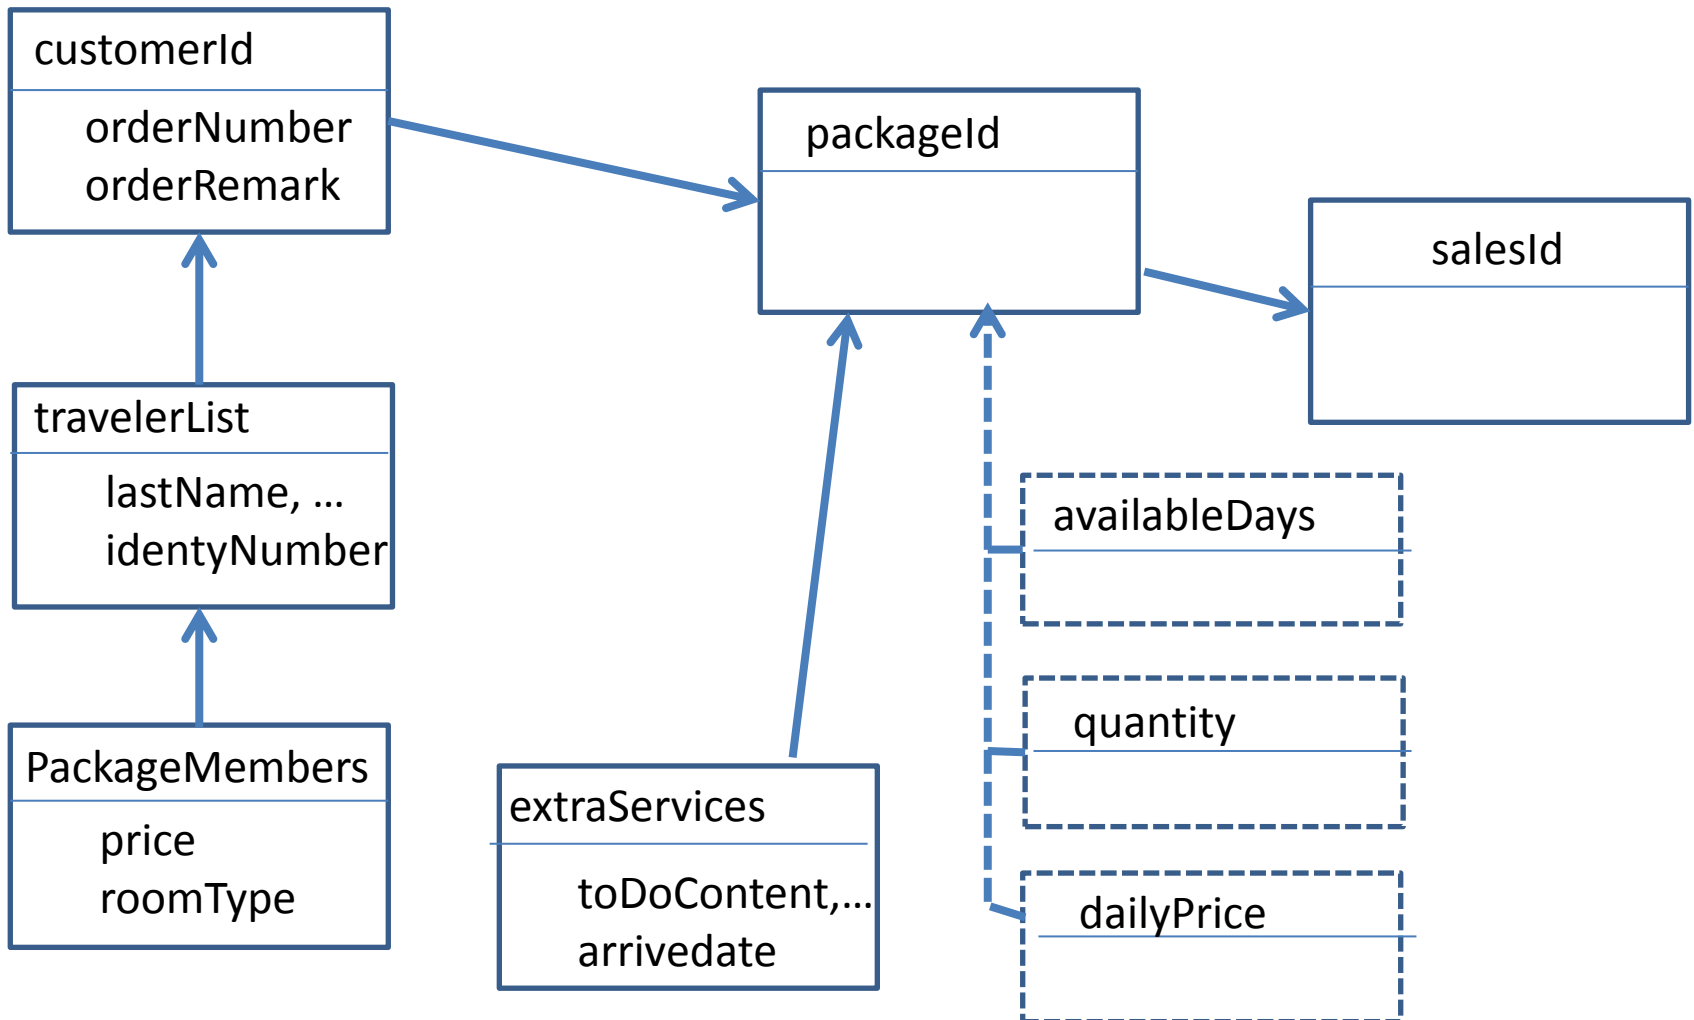 customerId
orderNumber
orderRemark
packageId
salesId
travelerList
lastName, ...
identyNumber
availableDays
quantity
PackageMembers
price
roomType
extraServices
toDoContent,...
arrivedate
dailyPrice